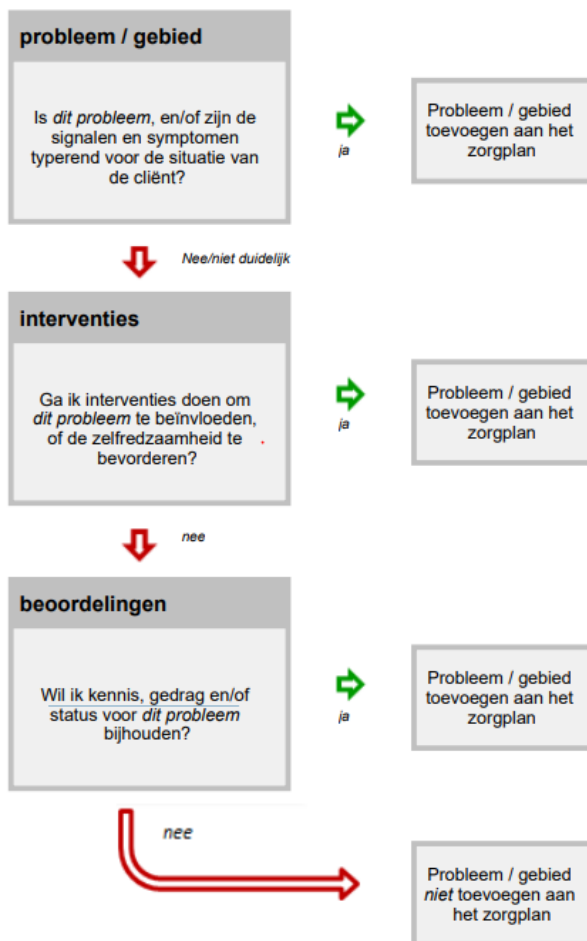 probleem / gebied
Is dit probleem, en/of zijn de
signalen en symptomen
typerend voor de situatie van
de cliënt?
ja
Probleem / gebied
toevoegen aan het
zorgplan
Nee/niet duidelijk
interventies
Ga ik interventies doen om
dit probleem te beïnvloeden,
of de zelfredzaamheid te
bevorderen?
ja
Probleem / gebied
toevoegen aan het
zorgplan
nee
beoordelingen
Wil ik kennis, gedrag en/of
status voor dit probleem
bijhouden?
ja
Probleem / gebied
toevoegen aan het
zorgplan
nee
Probleem / gebied
niet toevoegen aan
het zorgplan